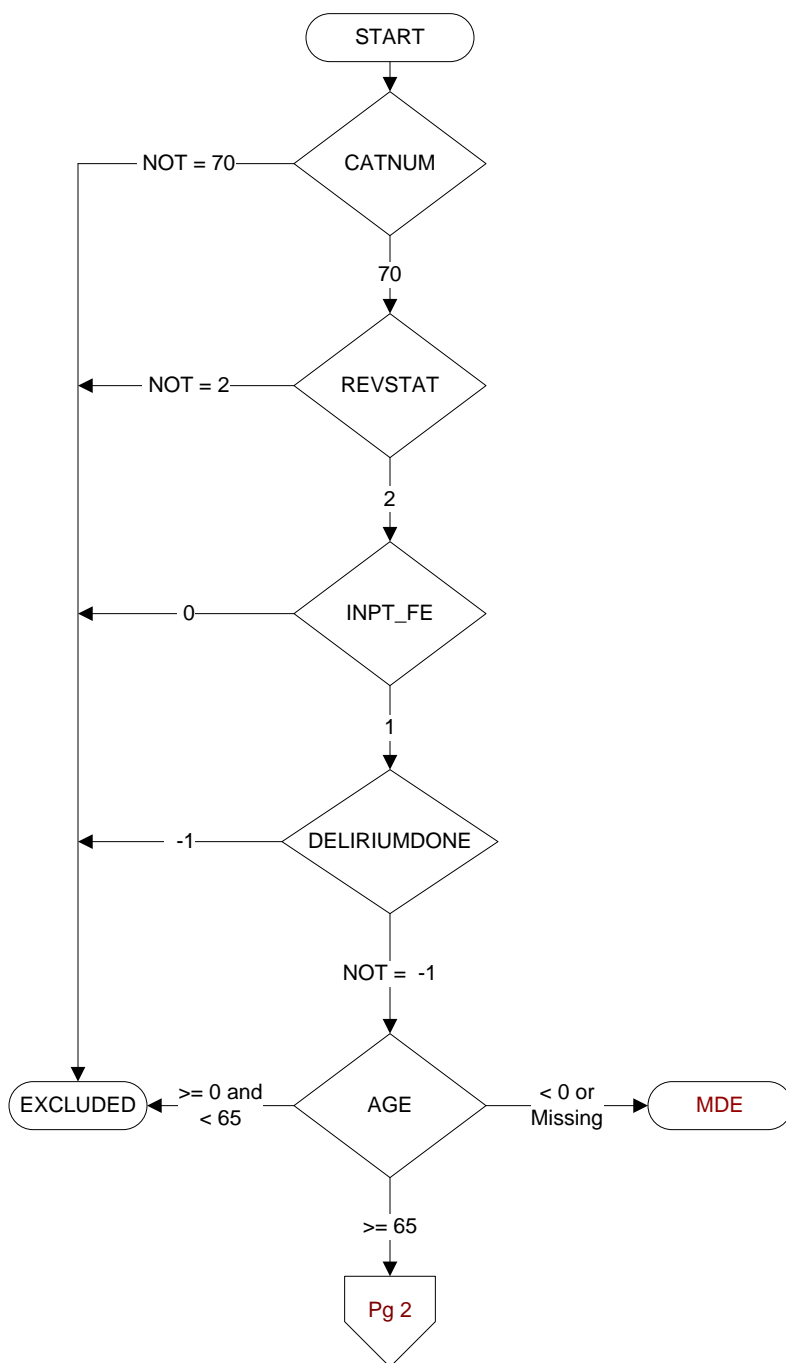 START
CATNUM
NOT = 70
70
REVSTAT
NOT = 2
2
INPT_FE
0
1
DELIRIUMDONE
-1
NOT = -1
EXCLUDED
>= 0 and
< 65
AGE
< 0 or
Missing
MDE
>= 65
Pg 2